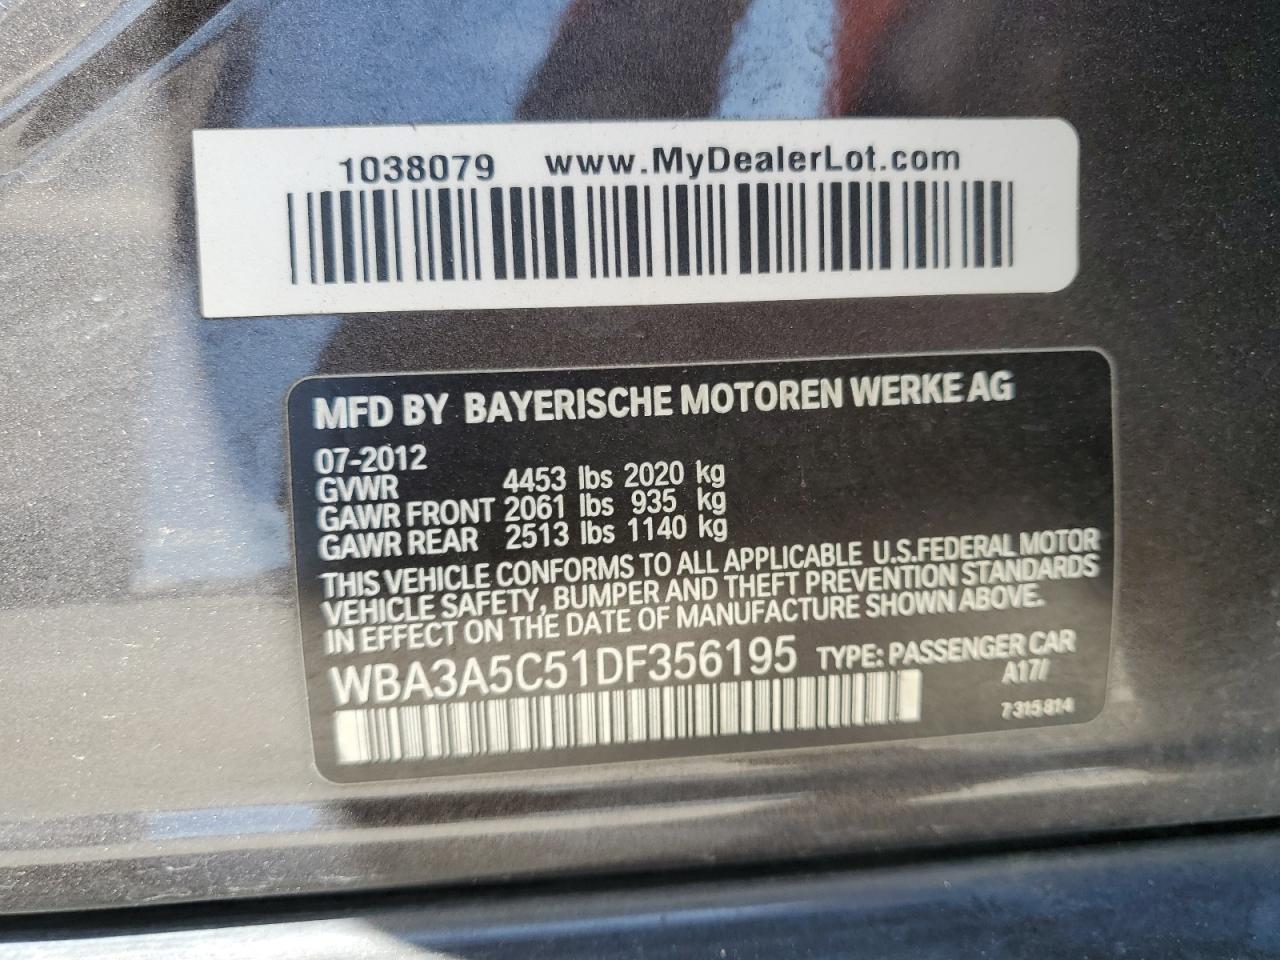 1038079 www.MyDealerLot.com
MFD BY BAYERISCHE MOTOREN WERKE AG
07-2012
GVWR 4453 lbs 2020 kg
GAWR FRONT 2061 lbs 935 kg
GAWR REAR 2513 lbs 1140 kg
THIS VEHICLE CONFORMS TO ALL APPLICABLE U.S.FEDERAL MOTOR
VEHICLE SAFETY, BUMPER AND THEFT PREVENTION STANDARDS
IN EFFECT ON THE DATE OF MANUFACTURE SHOWN ABOVE.
WBA3A5C51DF356195 TYPE: PASSENGER CAR
A17//
7315814